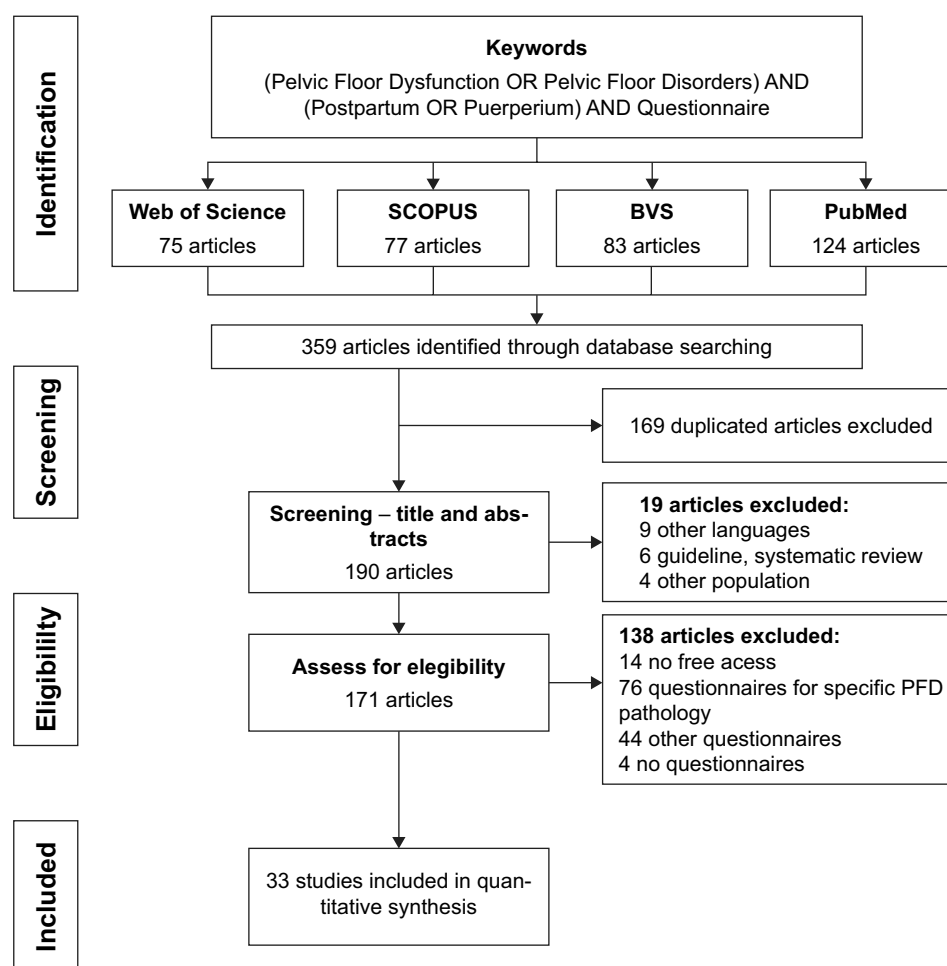 Identification
Keywords
(Pelvic Floor Dysfunction OR Pelvic Floor Disorders) AND
(Postpartum OR Puerperium) AND Questionnaire
Web of Science
75 articles
SCOPUS
77 articles
BVS
83 articles
PubMed
124 articles
359 articles identified through database searching
Screening
169 duplicated articles excluded
Screening – title and abs-
tracts
190 articles
19 articles excluded:
9 other languages
6 guideline, systematic review
4 other population
Eligibililty
Assess for elegibility
171 articles
138 articles excluded:
14 no free acess
76 questionnaires for specific PFD
pathology
44 other questionnaires
4 no questionnaires
Included
33 studies included in quan-
titative synthesis